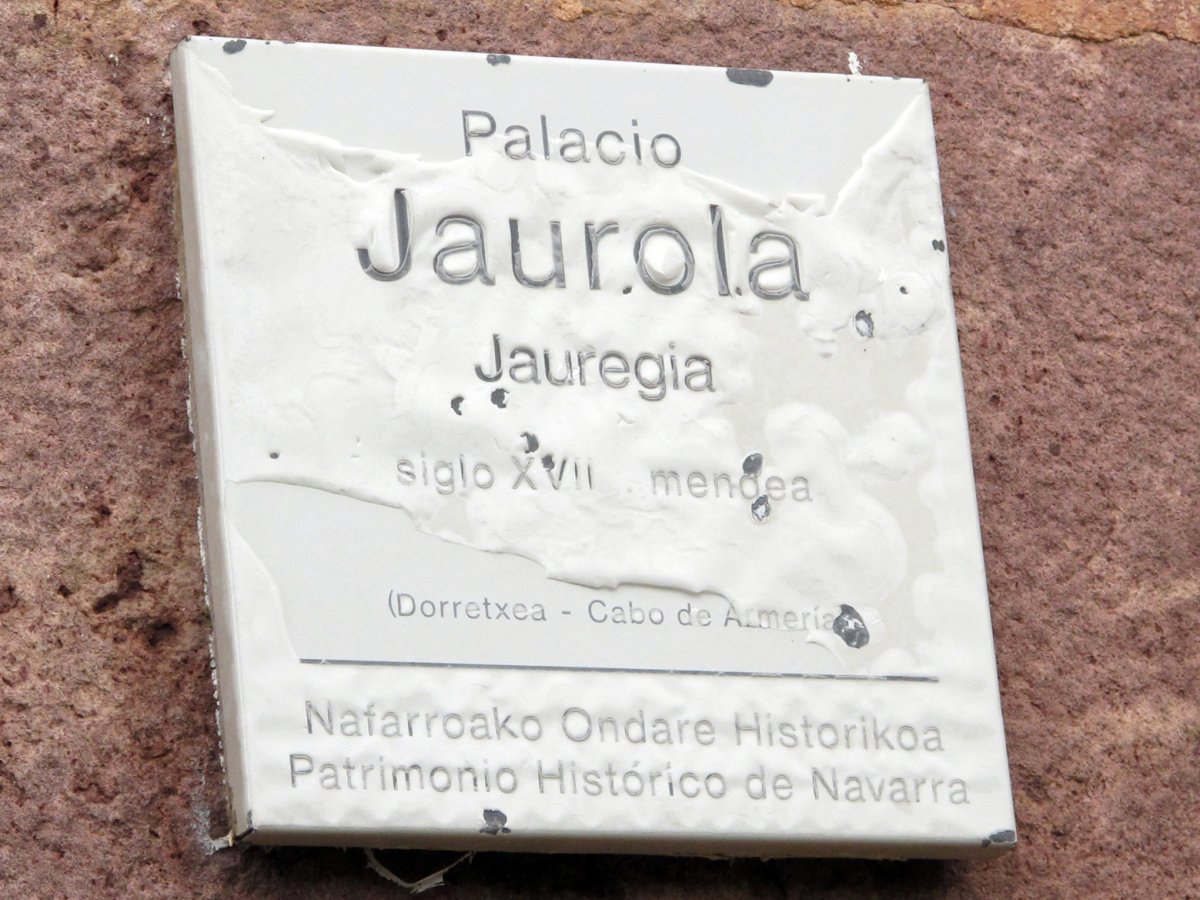 Palacio
Jaurola
Jauregia
siglo XVII mendea
(Dorretxea - Cabo de Armería
Nafarroako Ondare Historikoa
Patrimonio Histórico de Navarra